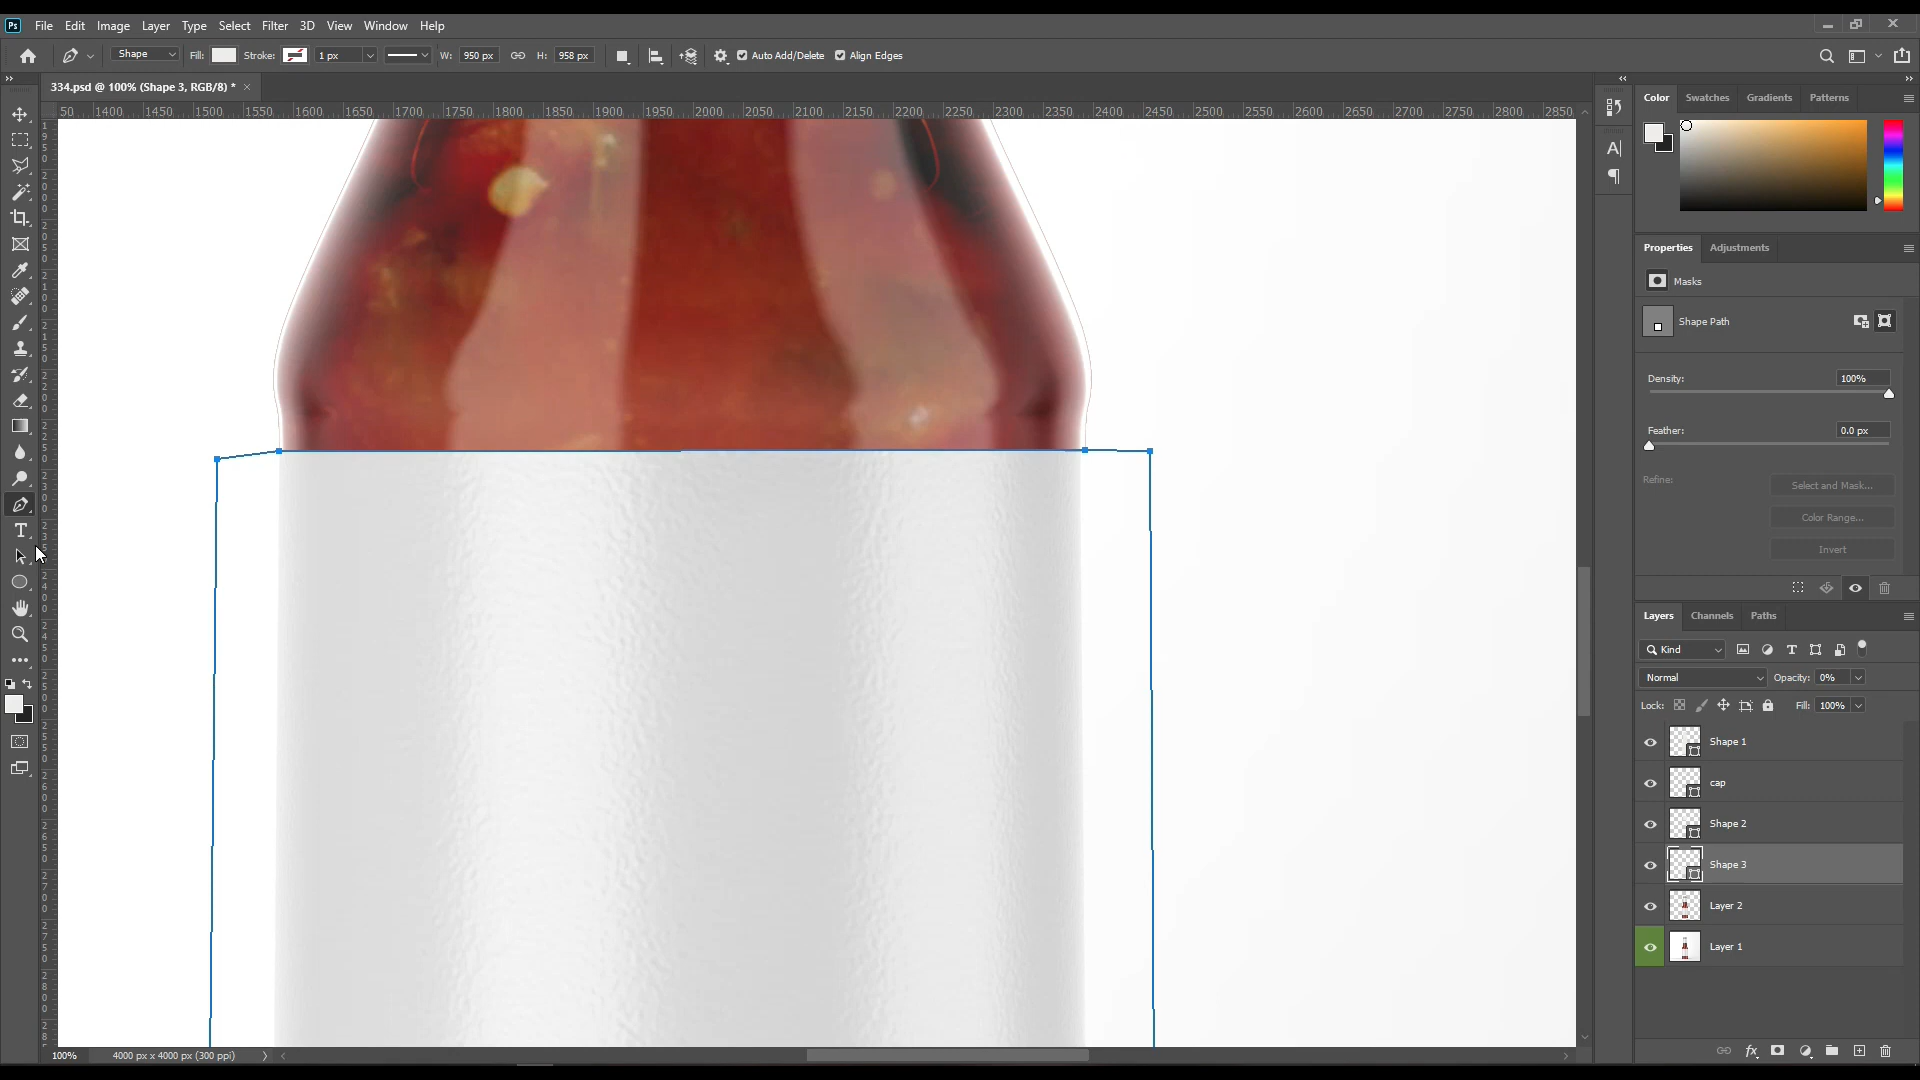 Ps File Edit Image Layer Type Select Filter 3D View Window Help
Shape Fill: Stroke: 1 px W: 950 px H: 958 px Auto Add/Delete Align Edges
334.psd @ 100% (Shape 3, RGB/8) * ×
50 1400 1450 1500 1550 1600 1650 1700 1750 1800 1850 1900 1950 2000 2050 2100 2150 2200 2250 2300 2350 2400 2450 2500 2550 2600 2650 2700 2750 2800 2850
Color Swatches Gradients Patterns
Properties Adjustments
Masks
Shape Path
Density: 100%
Feather: 0.0 px
Refine: Select and Mask...
Color Range...
Invert
Layers Channels Paths
Kind
Normal Opacity: 0%
Lock: Fill: 100%
Shape 1
cap
Shape 2
Shape 3
Layer 2
Layer 1
fx
100% 4000 px x 4000 px (300 ppi)